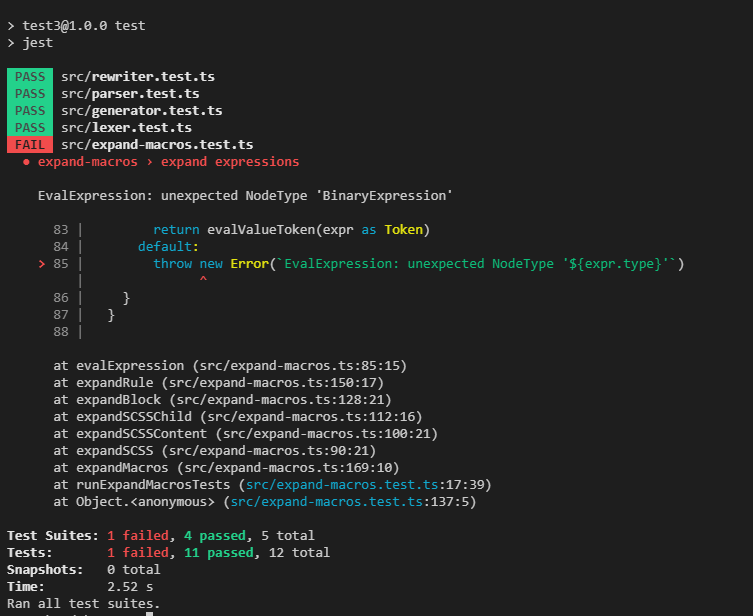 > test3@1.0.0 test
> jest
PASS src/rewriter.test.ts
PASS src/parser.test.ts
PASS src/generator.test.ts
PASS src/lexer.test.ts
FAIL src/expand-macros.test.ts
● expand-macros › expand expressions
EvalExpression: unexpected NodeType 'BinaryExpression'
83 | return evalValueToken(expr as Token)
84 | default:
> 85 | throw new Error(`EvalExpression: unexpected NodeType '${expr.type}'`)
| ^
86 | }
87 | }
88 |
at evalExpression (src/expand-macros.ts:85:15)
at expandRule (src/expand-macros.ts:150:17)
at expandBlock (src/expand-macros.ts:128:21)
at expandSCSSChild (src/expand-macros.ts:112:16)
at expandSCSSContent (src/expand-macros.ts:100:21)
at expandSCSS (src/expand-macros.ts:90:21)
at expandMacros (src/expand-macros.ts:169:10)
at runExpandMacrosTests (src/expand-macros.test.ts:17:39)
at Object.<anonymous> (src/expand-macros.test.ts:137:5)
Test Suites: 1 failed, 4 passed, 5 total
Tests: 1 failed, 11 passed, 12 total
Snapshots: 0 total
Time: 2.52 s
Ran all test suites.